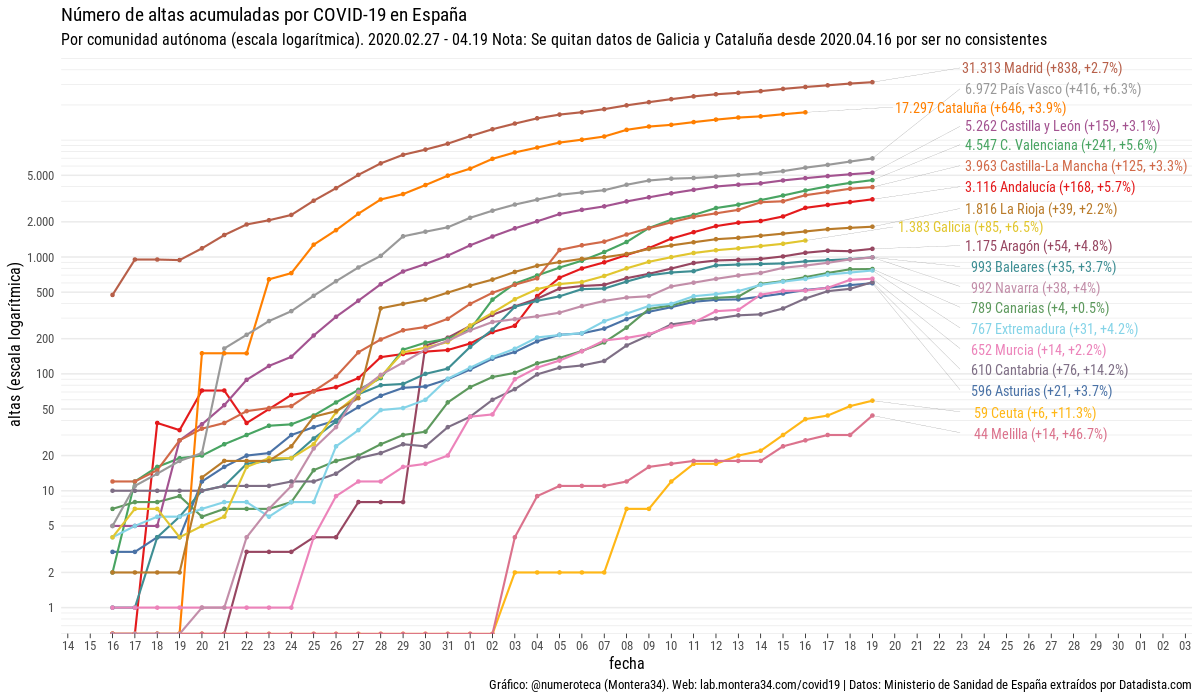 Número de altas acumuladas por COVID-19 en España
Por comunidad autónoma (escala logarítmica). 2020.02.27 - 04.19 Nota: Se quitan datos de Galicia y Cataluña desde 2020.04.16 por ser no consistentes
altas (escala logarítmica)
5.000
2.000
1.000
500
200
100
50
20
10
5
2
1
31.313 Madrid (+838, +2.7%)
6.972 País Vasco (+416, +6.3%)
17.297 Cataluña (+646, +3.9%)
5.262 Castilla y León (+159, +3.1%)
4.547 C. Valenciana (+241, +5.6%)
3.963 Castilla-La Mancha (+125, +3.3%)
3.116 Andalucía (+168, +5.7%)
1.816 La Rioja (+39, +2.2%)
1.383 Galicia (+85, +6.5%)
1.175 Aragón (+54, +4.8%)
993 Baleares (+35, +3.7%)
992 Navarra (+38, +4%)
789 Canarias (+4, +0.5%)
767 Extremadura (+31, +4.2%)
652 Murcia (+14, +2.2%)
610 Cantabria (+76, +14.2%)
596 Asturias (+21, +3.7%)
59 Ceuta (+6, +11.3%)
44 Melilla (+14, +46.7%)
14 15 16 17 18 19 20 21 22 23 24 25 26 27 28 29 30 31 01 02 03 04 05 06 07 08 09 10 11 12 13 14 15 16 17 18 19 20 21 22 23 24 25 26 27 28 29 30 01 02 03
fecha
Gráfico: @numeroteca (Montera34). Web: lab.montera34.com/covid19 | Datos: Ministerio de Sanidad de España extraídos por Datadista.com